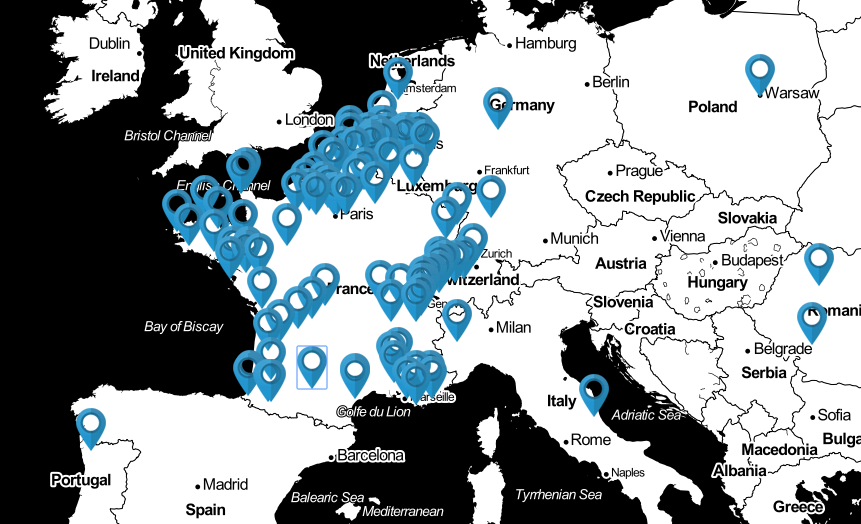 Hamburg
Dublin
United Kingdom
Netherlands
Ireland
Berlin
Amsterdam
Warsaw
Germany
Poland
London
Bristol Channel
Frankfurt
Prague
English Channel
Luxemburg
Czech Republic
Paris
Slovakia
Munich
Vienna
Zurich
Budapest
Austria
Switzerland
Hungary
France
Geneva
Slovenia
Romania
Bay of Biscay
Milan
Croatia
Belgrade
Serbia
Marseille
Italy
Golfe du Lion
Adriatic Sea
Sofia
Rome
Bulga
Macedonia
Barcelona
Albania
Portugal
Madrid
Naples
Balearic Sea
Tyrrhenian Sea
Spain
Mediterranean
Greece